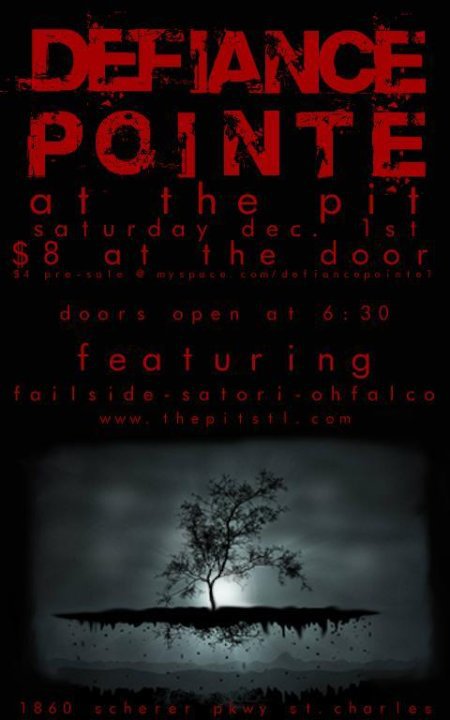 DEFIANCE
POINTE
at the pit
saturday dec. 1st
$8 at the door
$4 pre-sale @ myspace.com/defiancepointe1
doors open at 6:30
featuring
failside-satori-ohfalco
www.thepitstl.com
1860 scherer pkwy st.charles